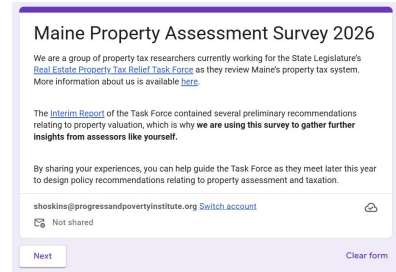 Maine Property Assessment Survey 2026
We are a group of property tax researchers currently working for the State Legislature's
Real Estate Property Tax Relief Task Force as they review Maine's property tax system.
More information about us is available here.
The Interim Report of the Task Force contained several preliminary recommendations
relating to property valuation, which is why we are using this survey to gather further
insights from assessors like yourself.
By sharing your experiences, you can help guide the Task Force as they meet later this year
to design policy recommendations relating to property assessment and taxation.
shoskins@progressandpovertyinstitute.org Switch account
Not shared
Next Clear form